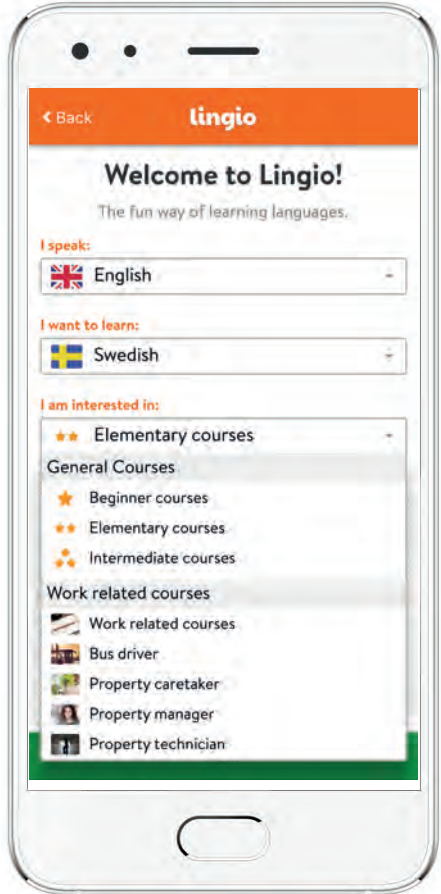 Back
lingio
Welcome to Lingio!
The fun way of learning languages.
I speak:
English
I want to learn:
Swedish
I am interested in:
Elementary courses
General Courses
Beginner courses
Elementary courses
Intermediate courses
Work related courses
Work related courses
Bus driver
Property caretaker
Property manager
Property technician